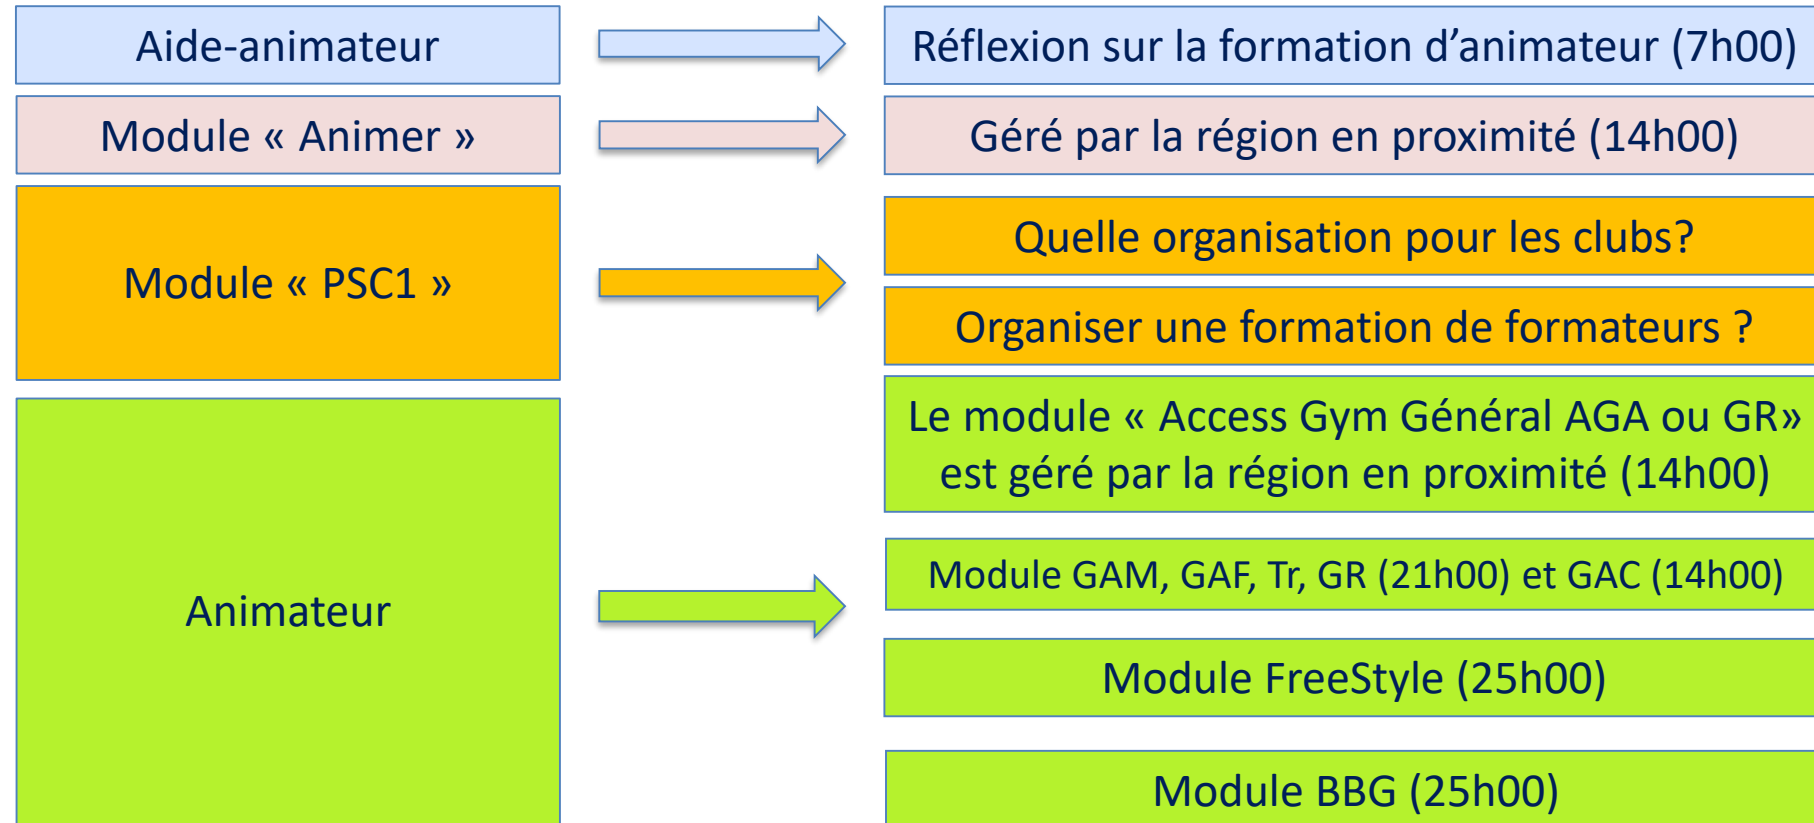 Aide-animateur
Réflexion sur la formation d’animateur (7h00)
Module « Animer »
Géré par la région en proximité (14h00)
Module « PSC1 »
Quelle organisation pour les clubs?
Organiser une formation de formateurs ?
Animateur
Le module « Access Gym Général AGA ou GR»
est géré par la région en proximité (14h00)
Module GAM, GAF, Tr, GR (21h00) et GAC (14h00)
Module FreeStyle (25h00)
Module BBG (25h00)